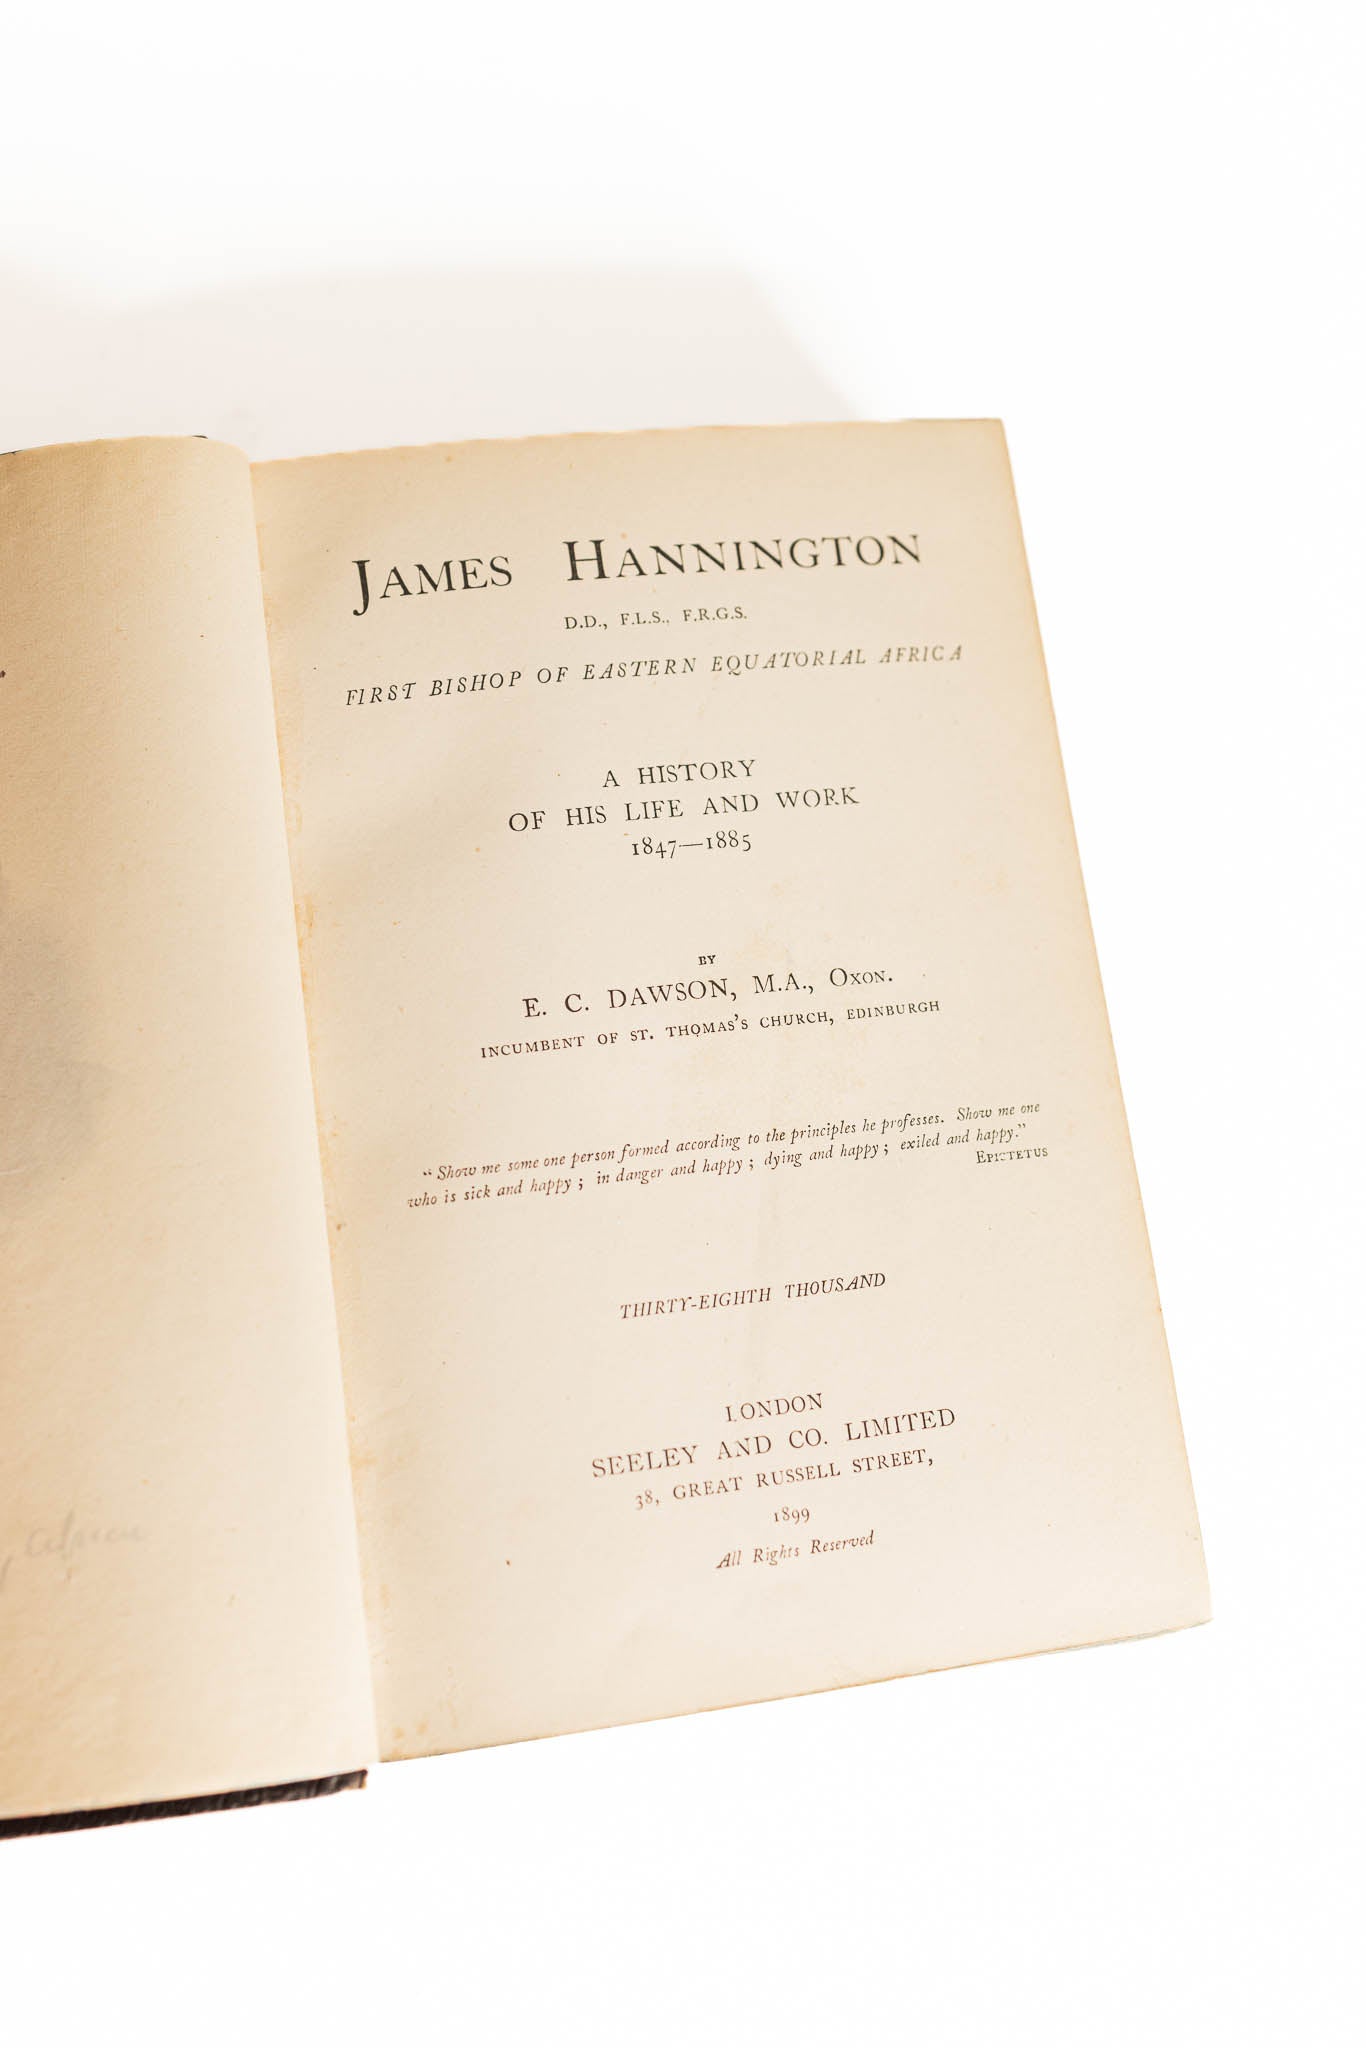 JAMES HANNINGTON
D.D., F.L.S., F.R.G.S.
FIRST BISHOP OF EASTERN EQUATORIAL AFRICA
A HISTORY
OF HIS LIFE AND WORK
1847—1885
BY
E. C. DAWSON, M.A., OXON.
INCUMBENT OF ST. THOMAS'S CHURCH, EDINBURGH
"Show me some one person formed according to the principles he professes. Show me one
who is sick and happy; in danger and happy; dying and happy; exiled and happy."
EPICTETUS
THIRTY-EIGHTH THOUSAND
LONDON
SEELEY AND CO. LIMITED
38, GREAT RUSSELL STREET,
1899
All Rights Reserved